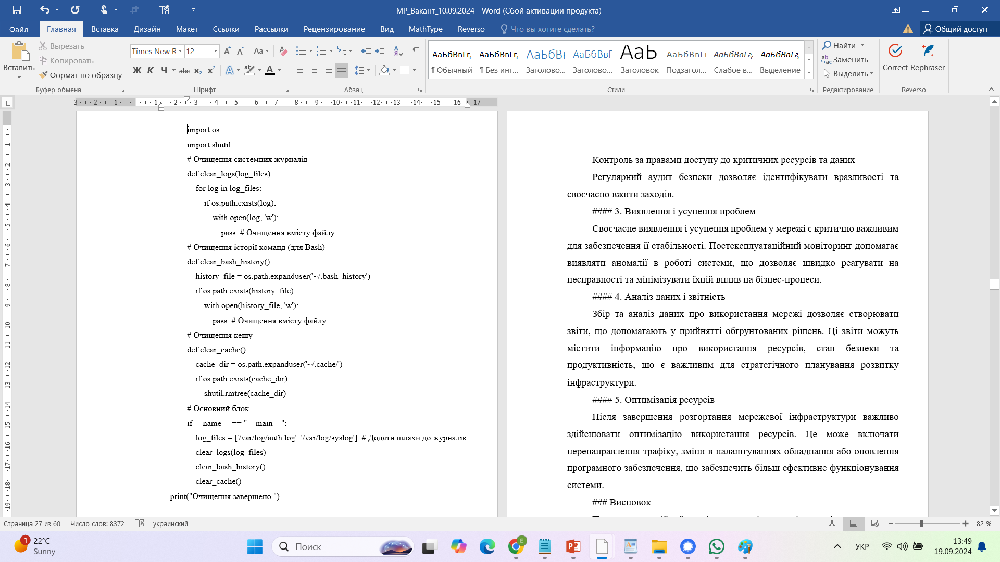 МР_Вакант_10.09.2024 - Word (Сбой активации продукта)
Файл
Главная
Вставка
Дизайн
Макет
Ссылки
Рассылки
Рецензирование
Вид
MathType
Reverso
Что вы хотите сделать?
Общий доступ
Вставить
Вырезать
Копировать
Формат по образцу
Буфер обмена
Times New R
12
Шрифт
Абзац
АаБбВвГг,
¶ Обычный
АаБбВвГг,
¶ Без инт...
АаБбВг
Заголово...
АаБбВвГ
Заголово...
АаЬ
Заголовок
АаБбВвГг
Подзагол...
АаБбВвГг,
Слабое в...
АаБбВвГг,
Выделение
Стили
Найти
Заменить
Выделить
Редактирование
Correct
Rephraser
Reverso
import os
import shutil
# Очищення системних журналів
def clear_logs(log_files):
for log in log_files:
if os.path.exists(log):
with open(log, 'w'):
pass # Очищення вмісту файлу
# Очищення історії команд (для Bash)
def clear_bash_history():
history_file = os.path.expanduser('~/.bash_history')
if os.path.exists(history_file):
with open(history_file, 'w'):
pass # Очищення вмісту файлу
# Очищення кешу
def clear_cache():
cache_dir = os.path.expanduser('~/.cache/')
if os.path.exists(cache_dir):
shutil.rmtree(cache_dir)
# Основний блок
if __name__ == "__main__":
log_files = ['/var/log/auth.log', '/var/log/syslog'] # Додати шляхи до журналів
clear_logs(log_files)
clear_bash_history()
clear_cache()
print("Очищення завершено.")
Контроль за правами доступу до критичних ресурсів та даних
Регулярний аудит безпеки дозволяє ідентифікувати вразливості та
своєчасно вжити заходів.
#### 3. Виявлення і усунення проблем
Своєчасне виявлення і усунення проблем у мережі є критично важливим
для забезпечення її стабільності. Постексплуатаційний моніторинг допомагає
виявляти аномалії в роботі системи, що дозволяє швидко реагувати на
несправності та мінімізувати їхній вплив на бізнес-процеси.
#### 4. Аналіз даних і звітність
Збір та аналіз даних про використання мережі дозволяє створювати
звіти, що допомагають у прийнятті обґрунтованих рішень. Ці звіти можуть
містити інформацію про використання ресурсів, стан безпеки та
продуктивність, що є важливим для стратегічного планування розвитку
інфраструктури.
#### 5. Оптимізація ресурсів
Після завершення розгортання мережевої інфраструктури важливо
здійснювати оптимізацію використання ресурсів. Це може включати
перенаправлення трафіку, зміни в налаштуваннях обладнання або оновлення
програмного забезпечення, що забезпечить більш ефективне функціонування
системи.
### Висновок
Страница 27 из 60
Число слов: 8372
украинский
82 %
1
22°C
Sunny
Поиск
УКР
13:49
19.09.2024